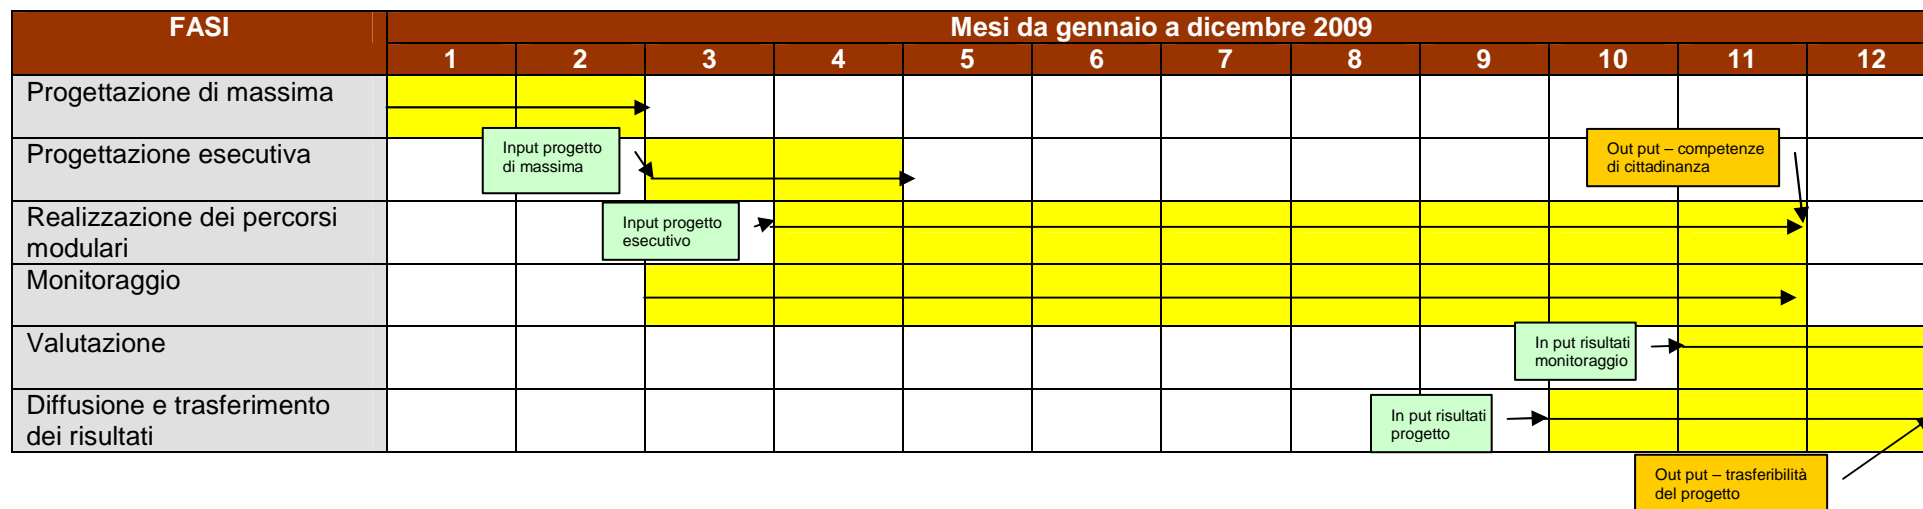 FASI
Mesi da gennaio a dicembre 2009
1 2 3 4 5 6 7 8 9 10 11 12
Progettazione di massima
Progettazione esecutiva
Input progetto
di massima
Out put – competenze
di cittadinanza
Realizzazione dei percorsi
modulari
Input progetto
esecutivo
Monitoraggio
Valutazione
In put risultati
monitoraggio
Diffusione e trasferimento
dei risultati
In put risultati
progetto
Out put – trasferibilità
del progetto